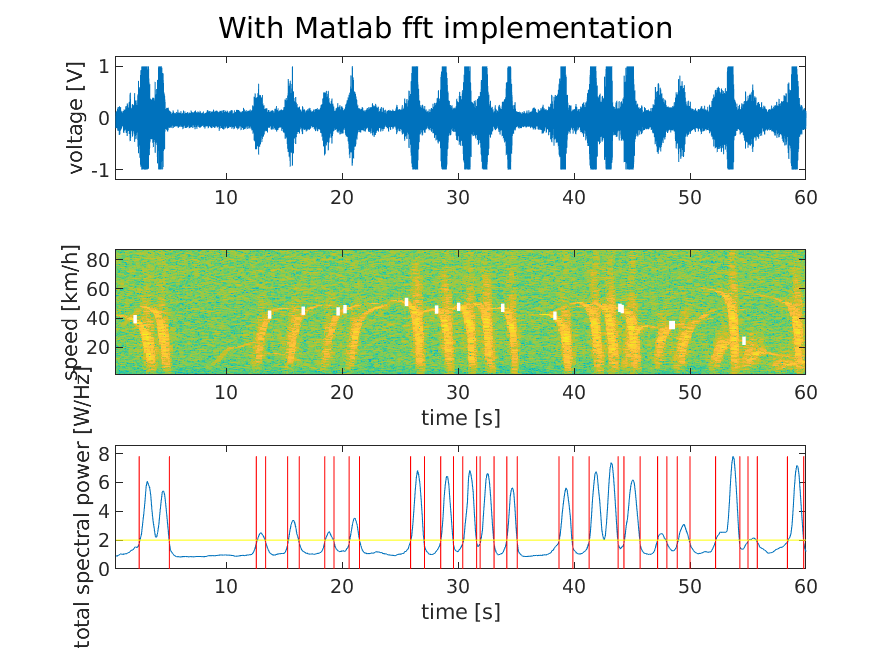 With Matlab fft implementation
voltage [V]
1
0
-1
10 20 30 40 50 60
speed [km/h]
80
60
40
20
10 20 30 40 50 60
time [s]
total spectral power [W/Hz]
8
6
4
2
0
10 20 30 40 50 60
time [s]